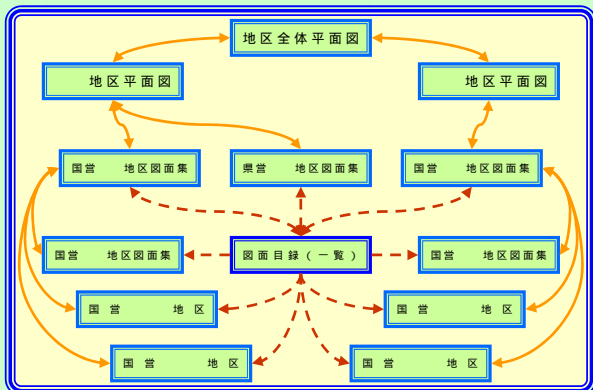 地区全体平面図
地区平面図
地区平面図
国営 地区図面集
県営 地区図面集
国営 地区図面集
国営 地区図面集
図面目録(一覧)
国営 地区図面集
国営 地区
国営 地区
国営 地区
国営 地区